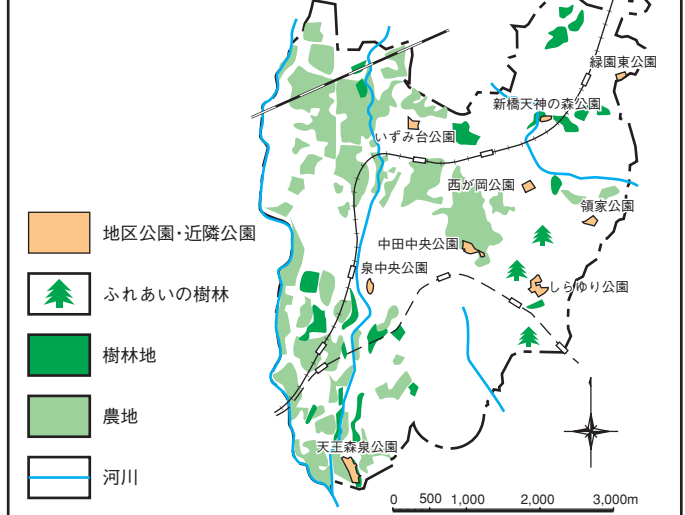 緑園東公園
新橋天神の森公園
いずみ台公園
西が岡公園
領家公園
中田中央公園
泉中央公園
しらゆり公園
天王森泉公園
地区公園・近隣公園
ふれあいの樹林
樹林地
農地
河川
0 500 1,000 2,000 3,000m